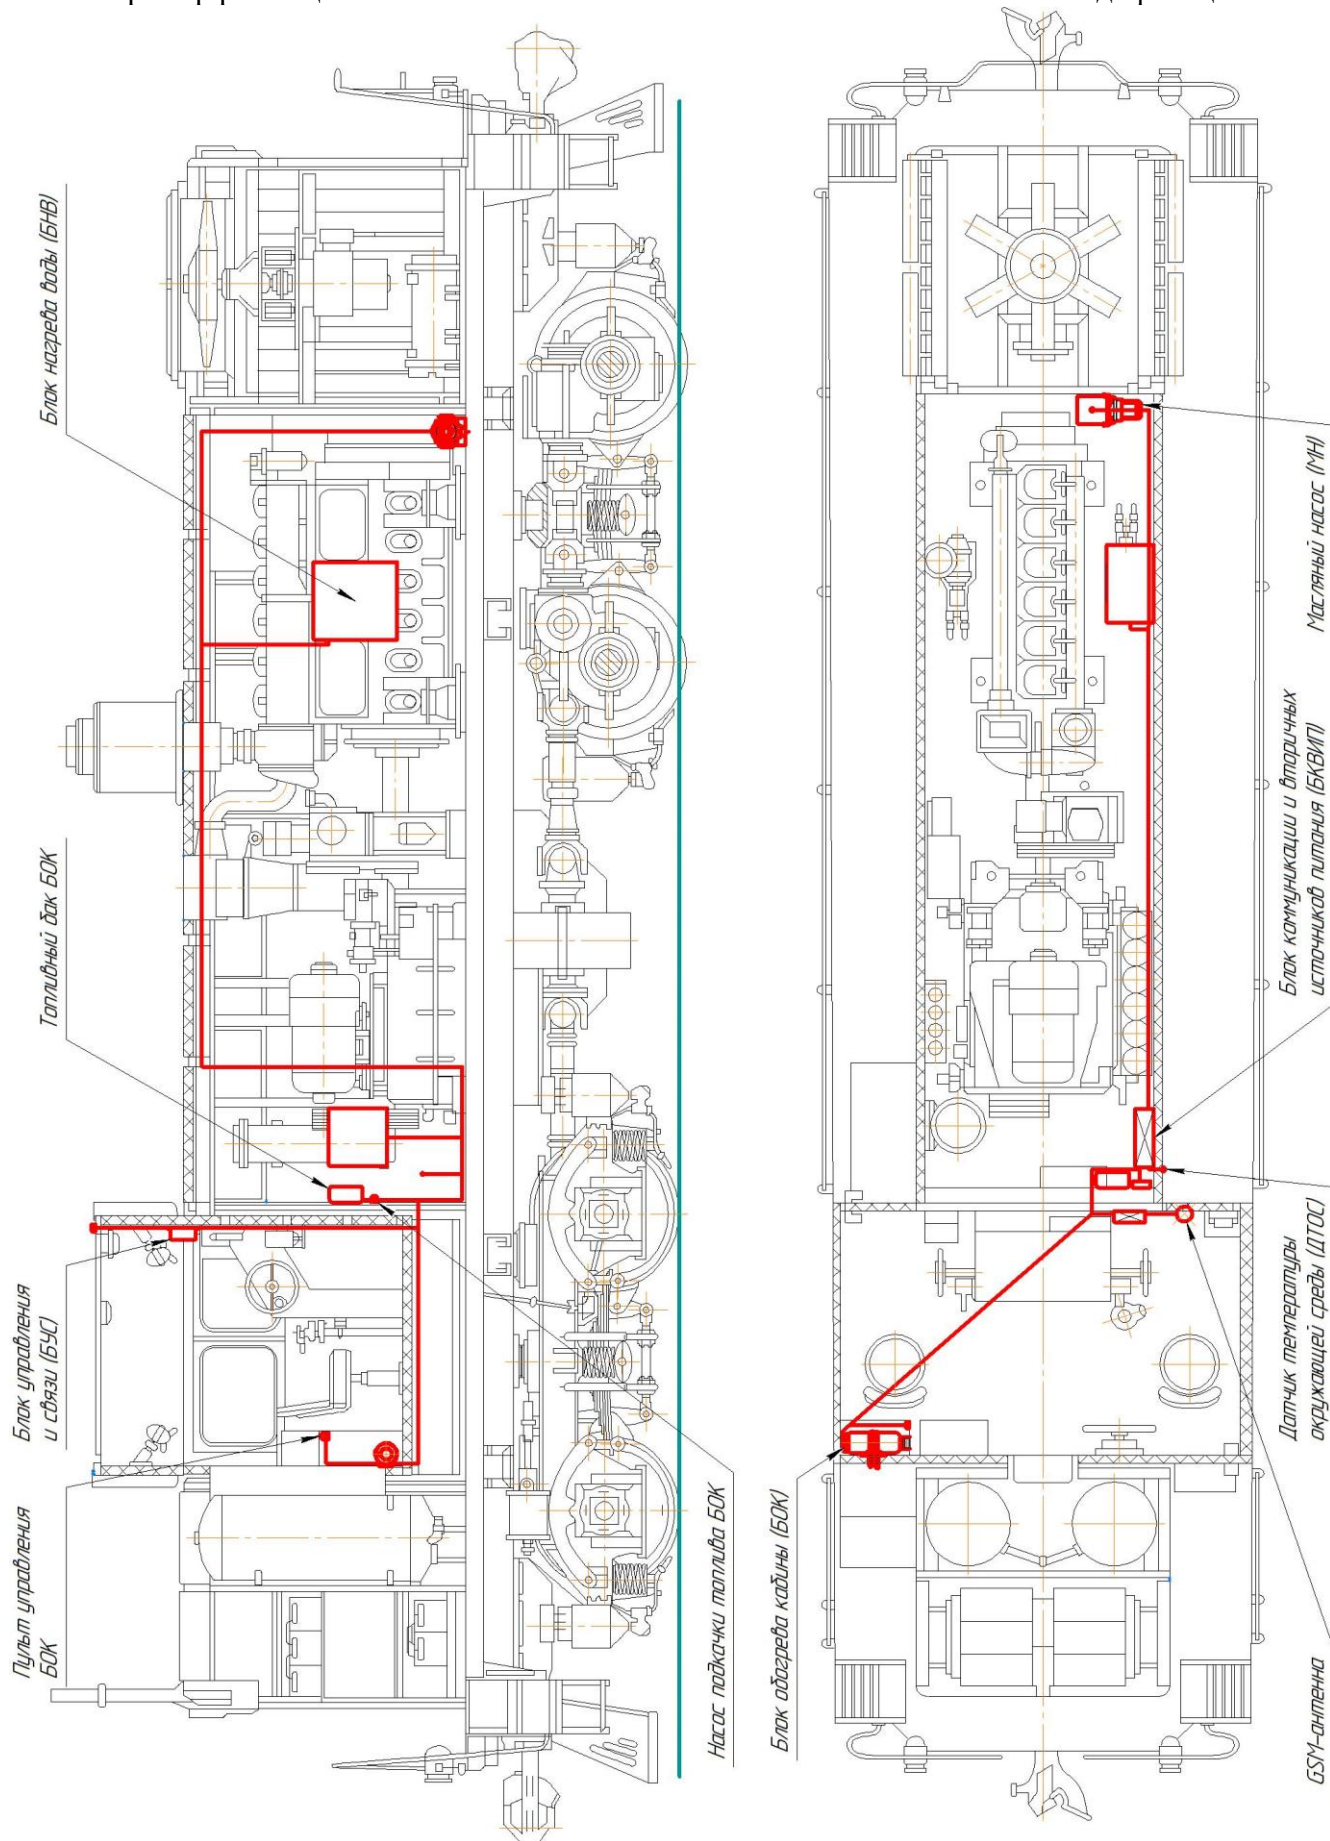 Блок нагрева воды (БНВ)
Топливный бак БОК
Блок управления
и связи (БУС)
Пульт управления
БОК
Насос подкачки топлива БОК
Блок обогрева кабины (БОК)
Масляный насос (МН)
Блок коммуникации и вторичных
источников питания (БКВИП)
Датчик температуры
окружающей среды (ДТОС)
GSM-антенна